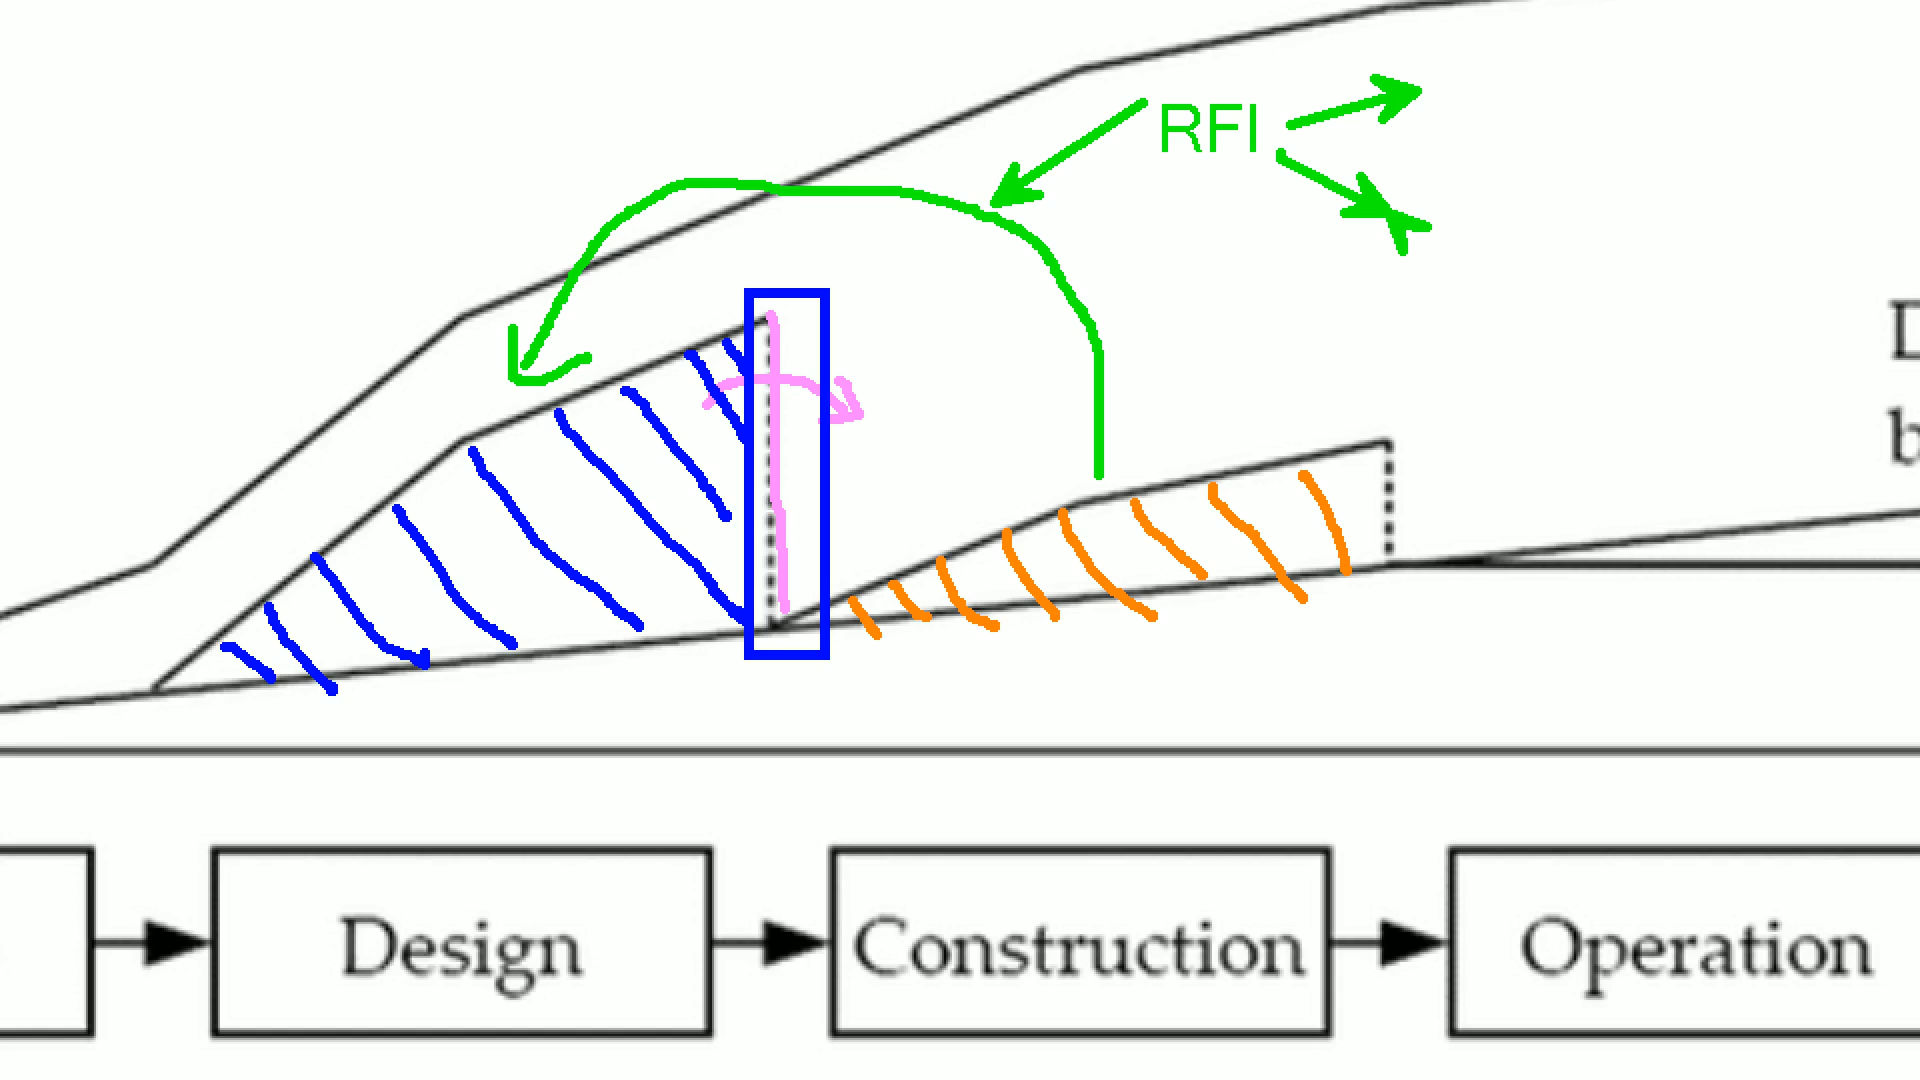 RFI
D
b
Design
Construction
Operation